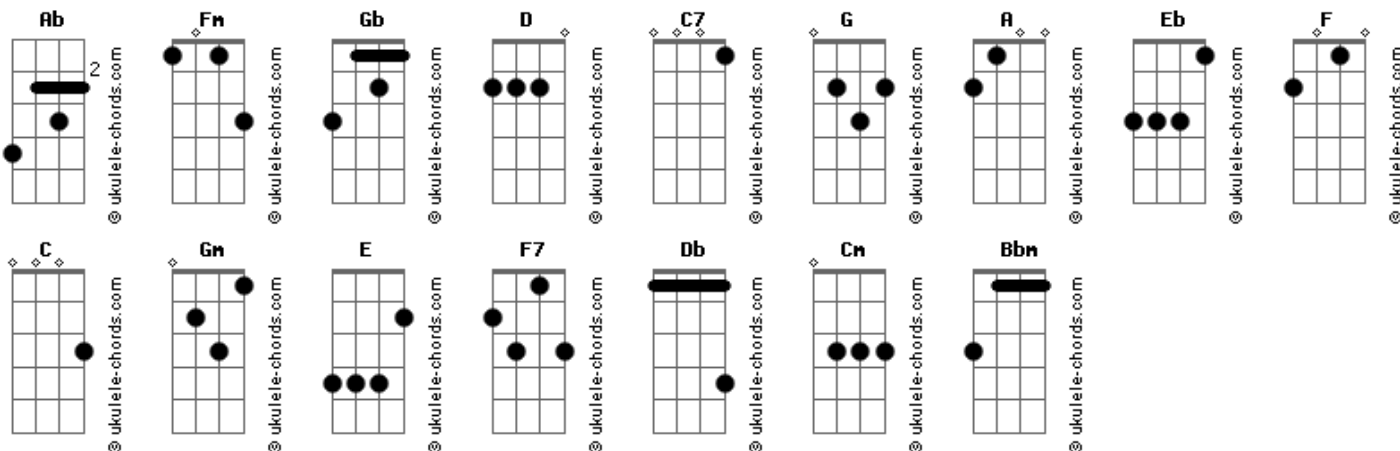 Ab Fm Gb D C7 G A Eb F
2
© ukulele-chords.com © ukulele-chords.com © ukulele-chords.com © ukulele-chords.com © ukulele-chords.com © ukulele-chords.com © ukulele-chords.com © ukulele-chords.com © ukulele-chords.com
C Gm E F7 Db Cm Bbm
© ukulele-chords.com © ukulele-chords.com © ukulele-chords.com © ukulele-chords.com © ukulele-chords.com © ukulele-chords.com © ukulele-chords.com